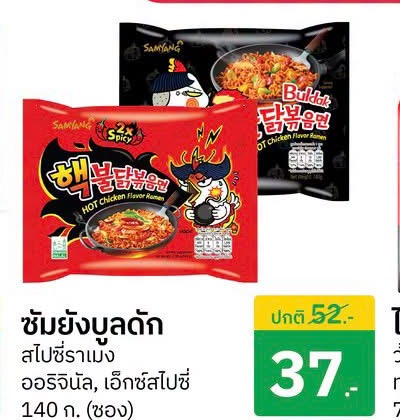 SAMYANG
Buldak
불닭볶음면
HOT Chicken Flavor Ramen
SAMYANG
2x Spicy
핵불닭볶음면
HOT Chicken Flavor Ramen
ซัมยังบูลดัก
สไปซี่ราเมง
ออริจินัล, เอ็กซ์สไปซี่
140 ก. (ซอง)
ปกติ 52.-
37.-